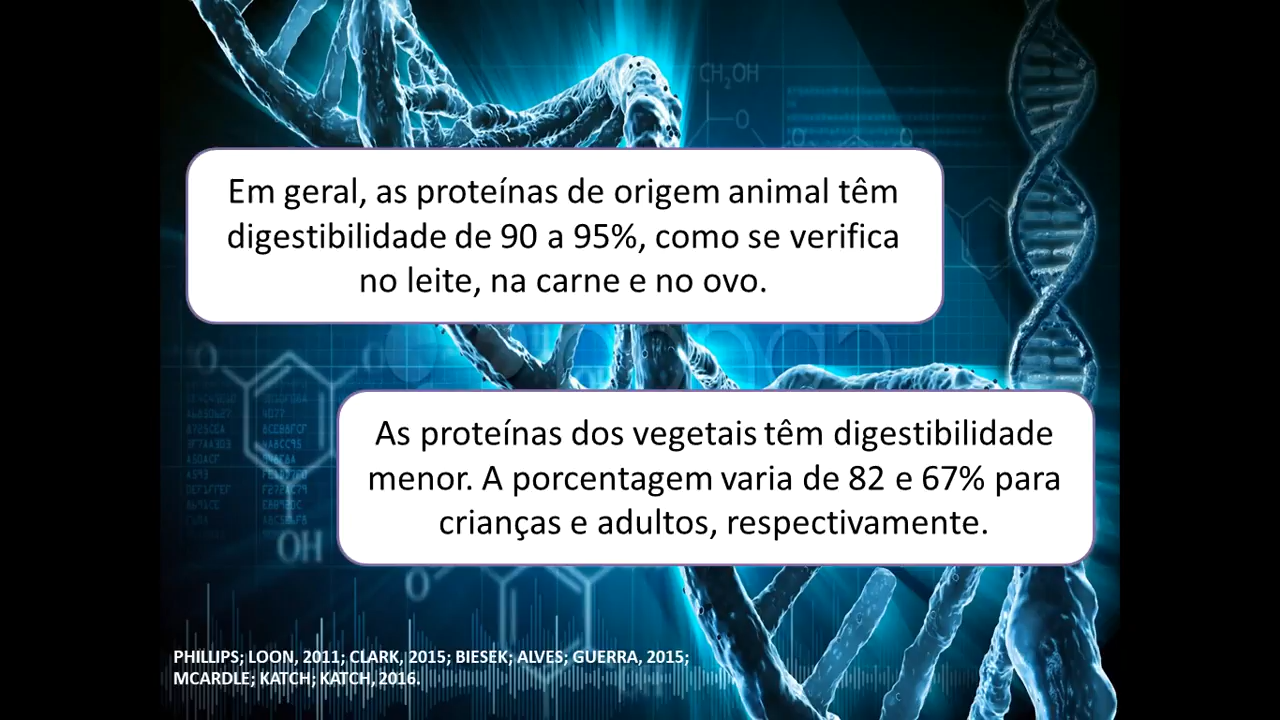 CH₂OH
O
Em geral, as proteínas de origem animal têm
digestibilidade de 90 a 95%, como se verifica
no leite, na carne e no ovo.
As proteínas dos vegetais têm digestibilidade
menor. A porcentagem varia de 82 e 67% para
crianças e adultos, respectivamente.
OH
O
PHILLIPS; LOON, 2011; CLARK, 2015; BIESEK; ALVES; GUERRA, 2015;
MCARDLE; KATCH; KATCH, 2016.